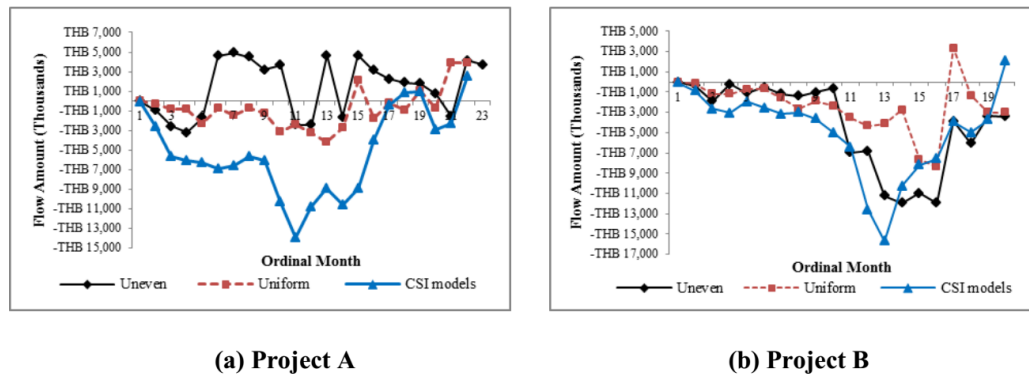 THB 7,000
THB 5,000
THB 3,000
THB 1,000
-THB 1,000
-THB 3,000
-THB 5,000
-THB 7,000
-THB 9,000
-THB 11,000
-THB 13,000
-THB 15,000
Flow Amount (Thousands)
1 3 5 7 9 11 13 15 17 19 21 23
Ordinal Month
Uneven Uniform CSI models
(a) Project A
THB 5,000
THB 3,000
THB 1,000
-THB 1,000
-THB 3,000
-THB 5,000
-THB 7,000
-THB 9,000
-THB 11,000
-THB 13,000
-THB 15,000
-THB 17,000
Flow Amount (Thousands)
1 3 5 7 9 11 13 15 17 19
Ordinal Month
Uneven Uniform CSI models
(b) Project B